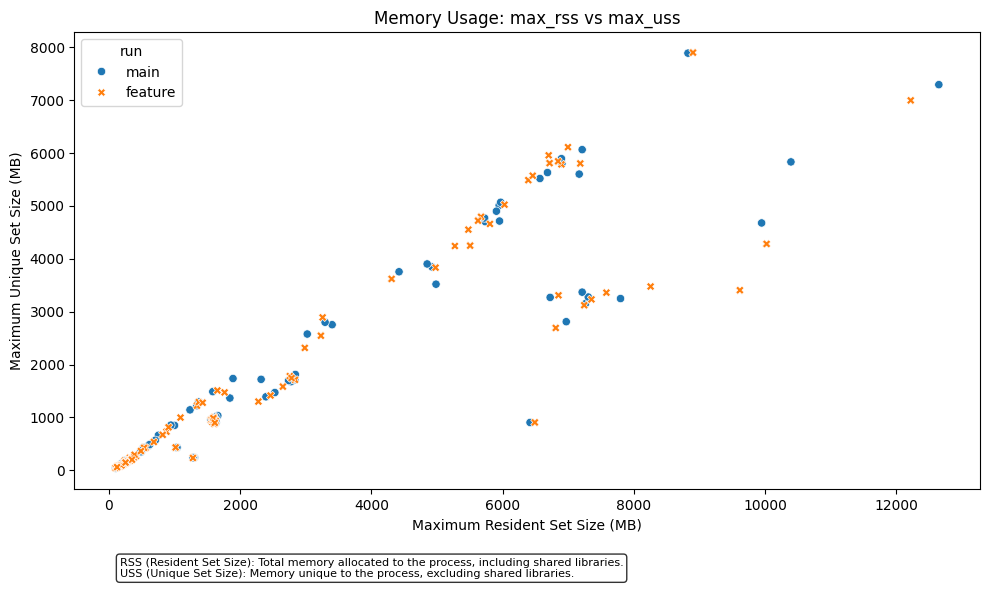 Memory Usage: max_rss vs max_uss
run
main
feature
8000
7000
6000
5000
4000
3000
2000
1000
0
Maximum Unique Set Size (MB)
0 2000 4000 6000 8000 10000 12000
Maximum Resident Set Size (MB)
RSS (Resident Set Size): Total memory allocated to the process, including shared libraries.
USS (Unique Set Size): Memory unique to the process, excluding shared libraries.